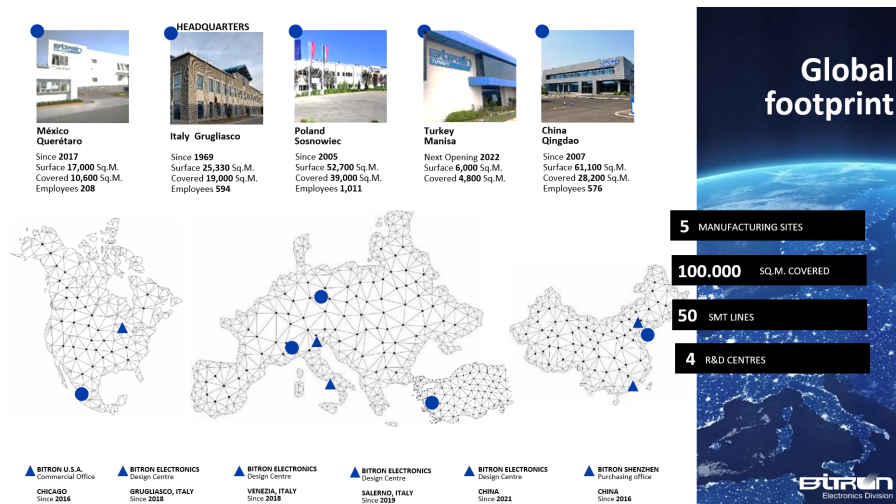 HEADQUARTERS
México
Querétaro
Since 2017
Surface 17,000 Sq.M.
Covered 10,600 Sq.M.
Employees 208
Italy Grugliasco
Since 1969
Surface 25,330 Sq.M.
Covered 19,000 Sq.M.
Employees 594
Poland
Sosnowiec
Since 2005
Surface 52,700 Sq.M.
Covered 39,000 Sq.M.
Employees 1,011
Turkey
Manisa
Next Opening 2022
Surface 6,000 Sq.M.
Covered 4,800 Sq.M.
China
Qingdao
Since 2007
Surface 61,100 Sq.M.
Covered 28,200 Sq.M.
Employees 576
Global
footprint
5 MANUFACTURING SITES
100.000 SQ.M. COVERED
50 SMT LINES
4 R&D CENTRES
BITRON U.S.A.
Commercial Office
CHICAGO
Since 2016
BITRON ELECTRONICS
Design Centre
GRUGLIASCO, ITALY
Since 2018
BITRON ELECTRONICS
Design Centre
VENEZIA, ITALY
Since 2018
BITRON ELECTRONICS
Design Centre
SALERNO, ITALY
Since 2019
BITRON ELECTRONICS
Design Centre
CHINA
Since 2021
BITRON SHENZHEN
Purchasing office
CHINA
Since 2016
BITRON
Electronics Division